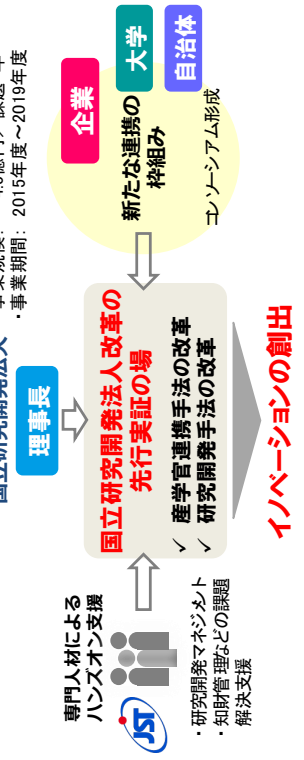 ・事業期間: 2015年度～2019年度
国立研究開発法人
理事長
国立研究開発法人改革の
先行実証の場
✓ 産学官連携手法の改革
✓ 研究開発手法の改革
イノベーションの創出
専門人材による
ハンズオン支援
JST
・研究開発マネジメント
・知財管理などの課題
解決支援
企業
大学
自治体
新たな連携の
枠組み
コンソーシアム形成